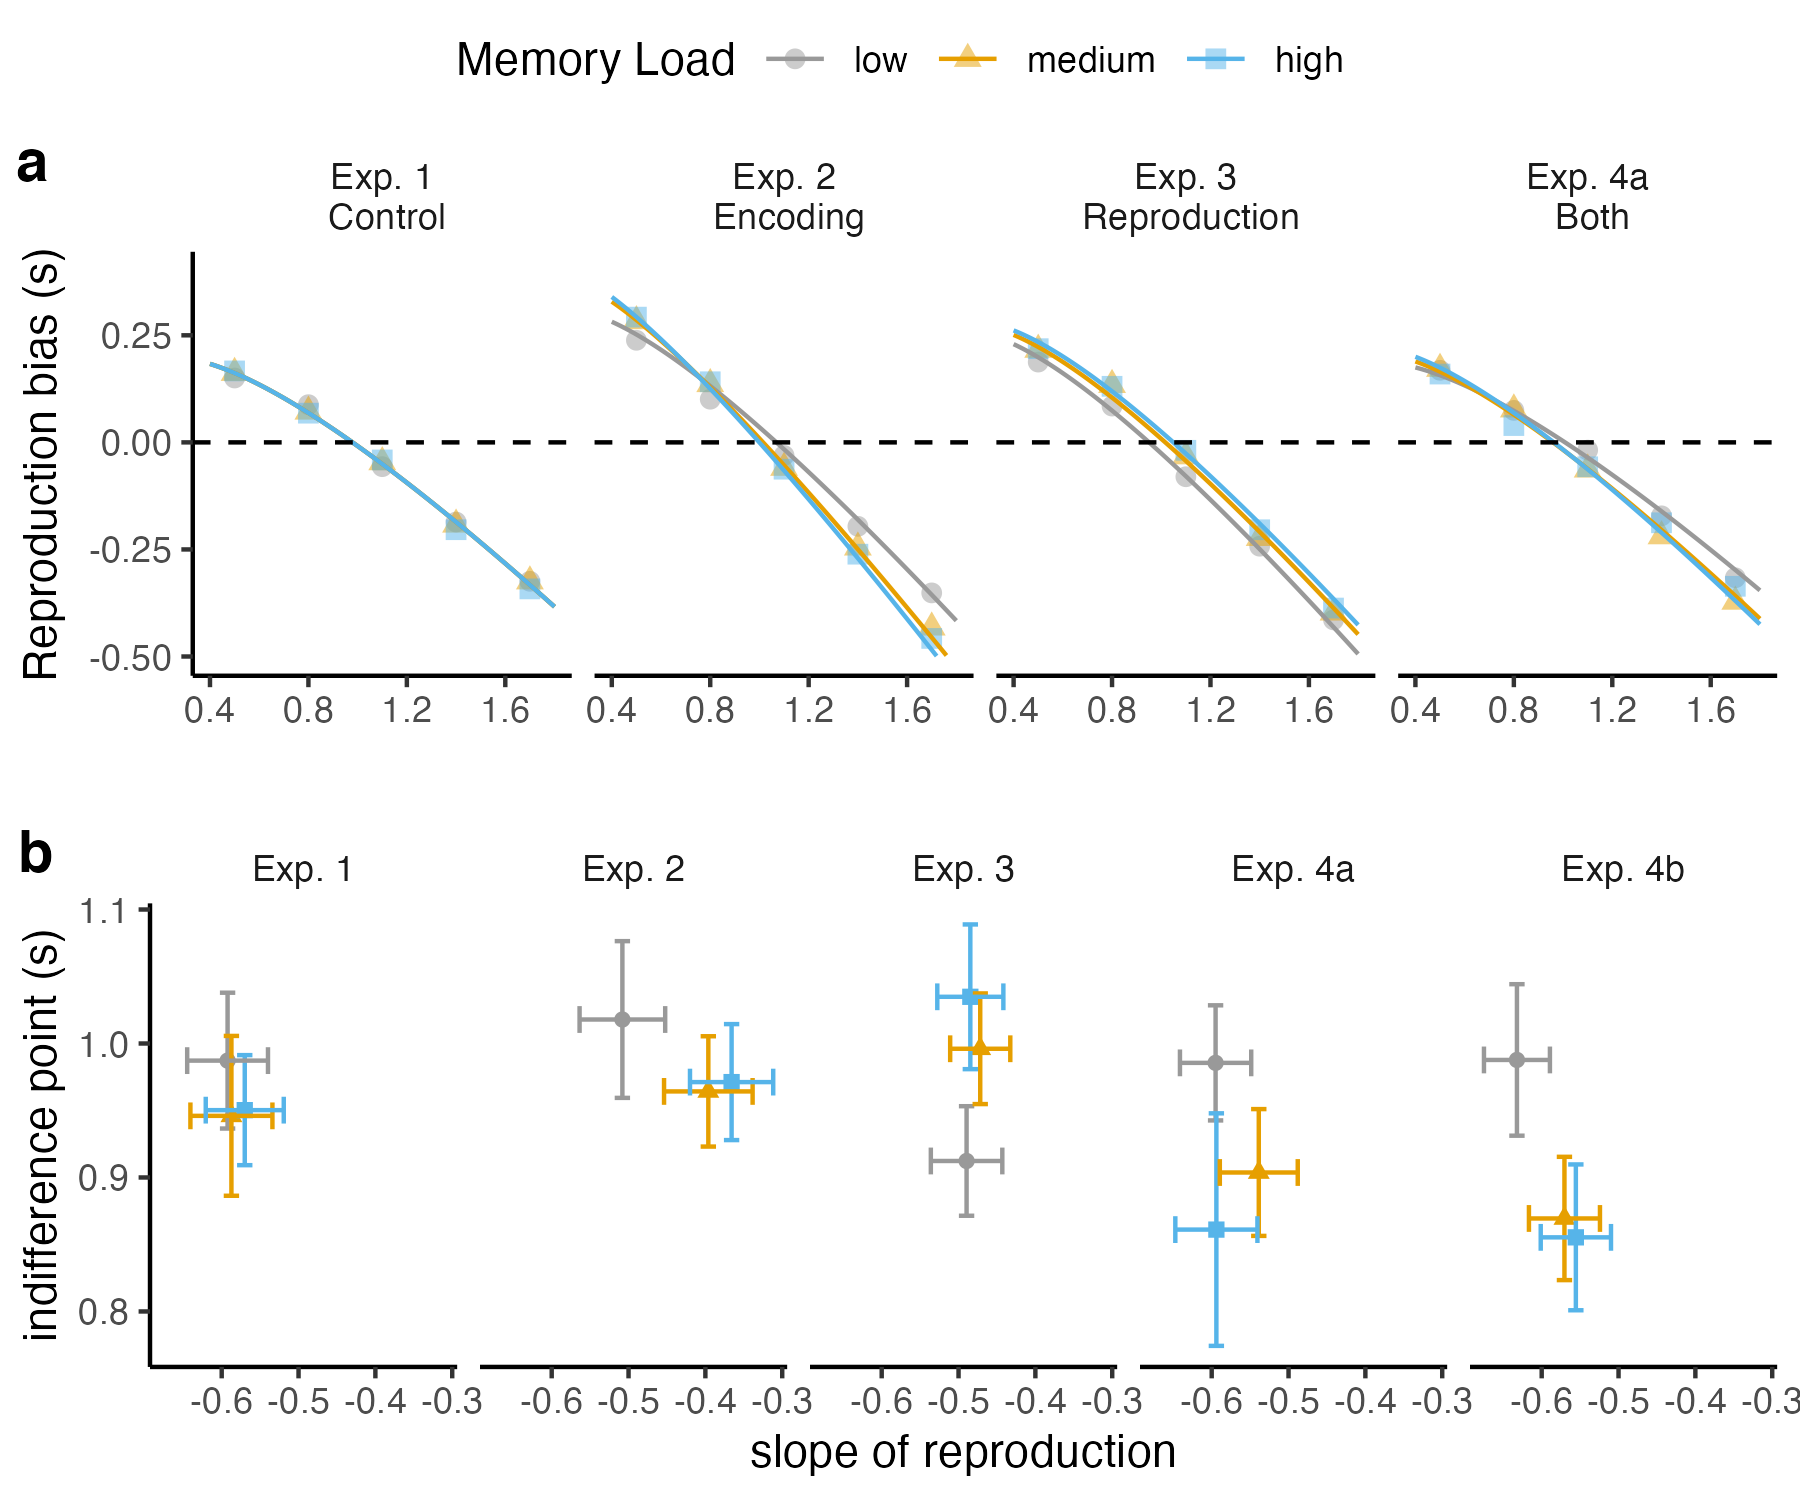 Memory Load low medium high
a
Exp. 1 Exp. 2 Exp. 3 Exp. 4a
Control Encoding Reproduction Both
Reproduction bias (s)
0.25
0.00
-0.25
-0.50
0.4 0.8 1.2 1.6 0.4 0.8 1.2 1.6 0.4 0.8 1.2 1.6 0.4 0.8 1.2 1.6
b
Exp. 1 Exp. 2 Exp. 3 Exp. 4a Exp. 4b
indifference point (s)
1.1
1.0
0.9
0.8
-0.6 -0.5 -0.4 -0.3 -0.6 -0.5 -0.4 -0.3 -0.6 -0.5 -0.4 -0.3 -0.6 -0.5 -0.4 -0.3 -0.6 -0.5 -0.4 -0.3
slope of reproduction